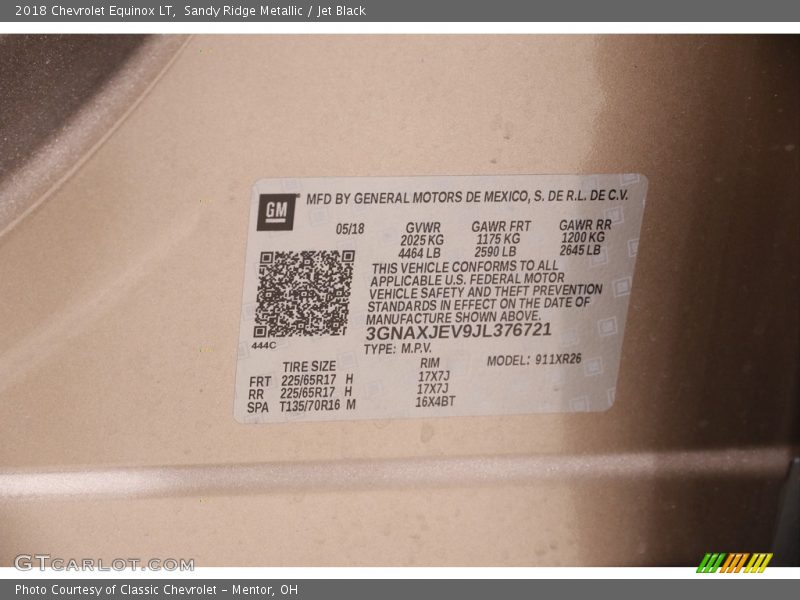 2018 Chevrolet Equinox LT, Sandy Ridge Metallic / Jet Black
GM
MFD BY GENERAL MOTORS DE MEXICO, S. DE R.L. DE C.V.
05/18 GVWR GAWR FRT GAWR RR
2025 KG 1175 KG 1200 KG
4464 LB 2590 LB 2645 LB
THIS VEHICLE CONFORMS TO ALL
APPLICABLE U.S. FEDERAL MOTOR
VEHICLE SAFETY AND THEFT PREVENTION
STANDARDS IN EFFECT ON THE DATE OF
MANUFACTURE SHOWN ABOVE.
3GNAXJEV9JL376721
444C
TYPE: M.P.V.
TIRE SIZE RIM MODEL: 911XR26
FRT 225/65R17 H 17X7J
RR 225/65R17 H 17X7J
SPA T135/70R16 M 16X4BT
GTCARLOT.COM
Photo Courtesy of Classic Chevrolet - Mentor, OH